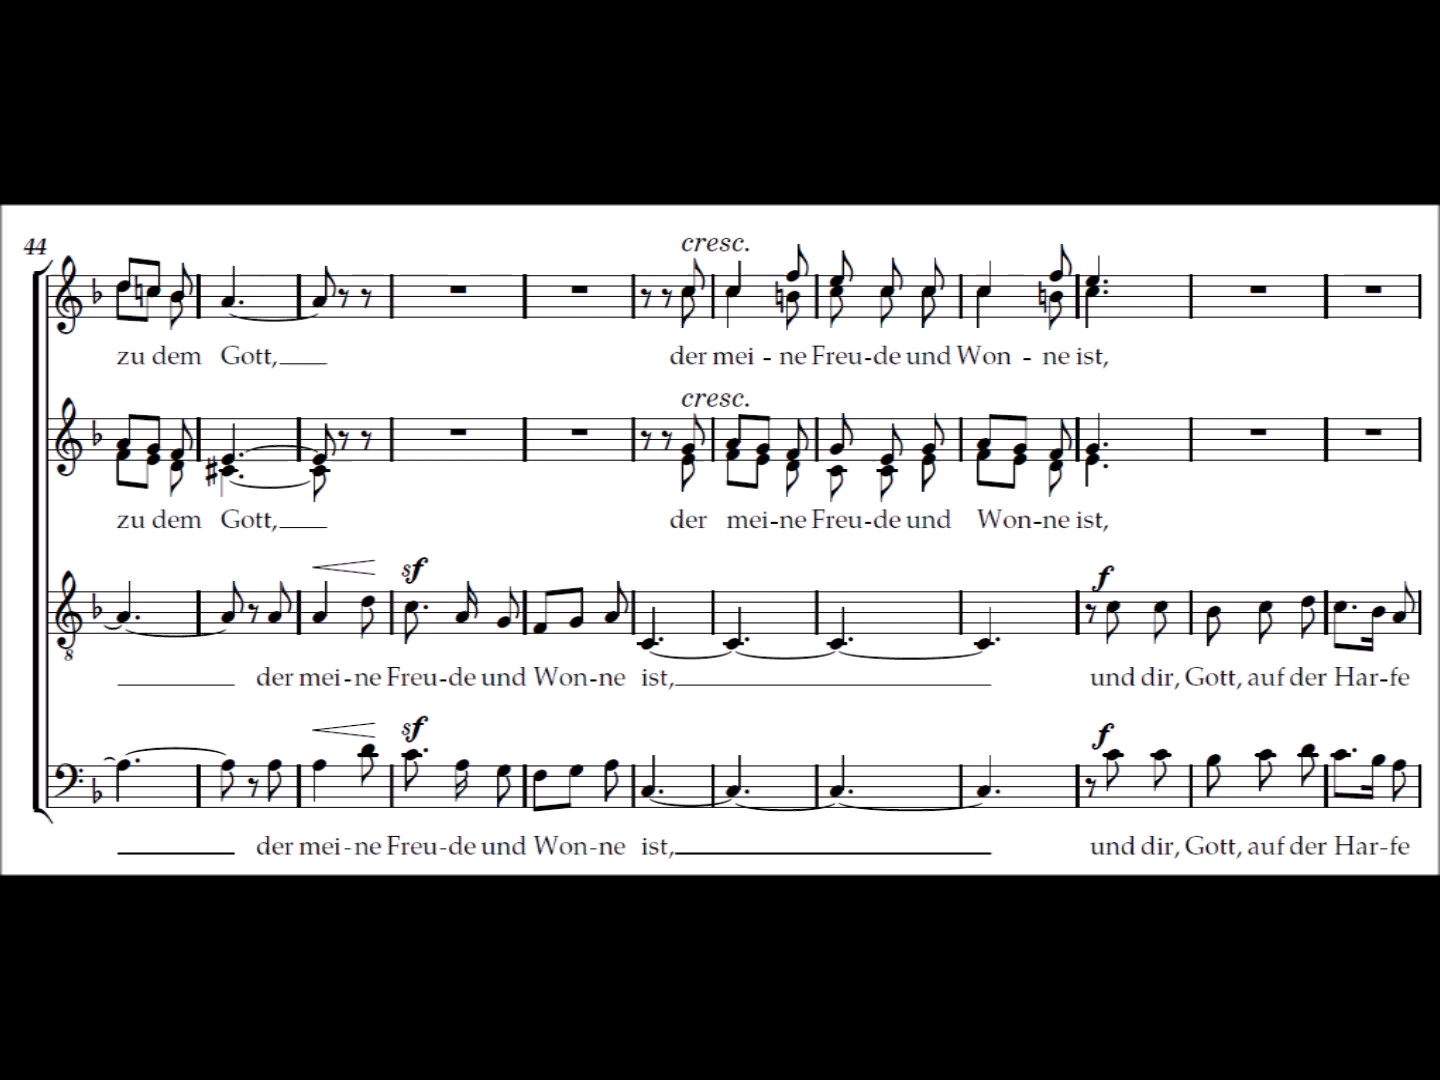 44
cresc.
zu dem Gott, der mei - ne Freu-de und Won - ne ist,
cresc.
zu dem Gott, der mei-ne Freu-de und Won-ne ist,
sf f
8
der mei-ne Freu-de und Won-ne ist, und dir, Gott, auf der Har-fe
sf f
der mei-ne Freu-de und Won-ne ist, und dir, Gott, auf der Har-fe